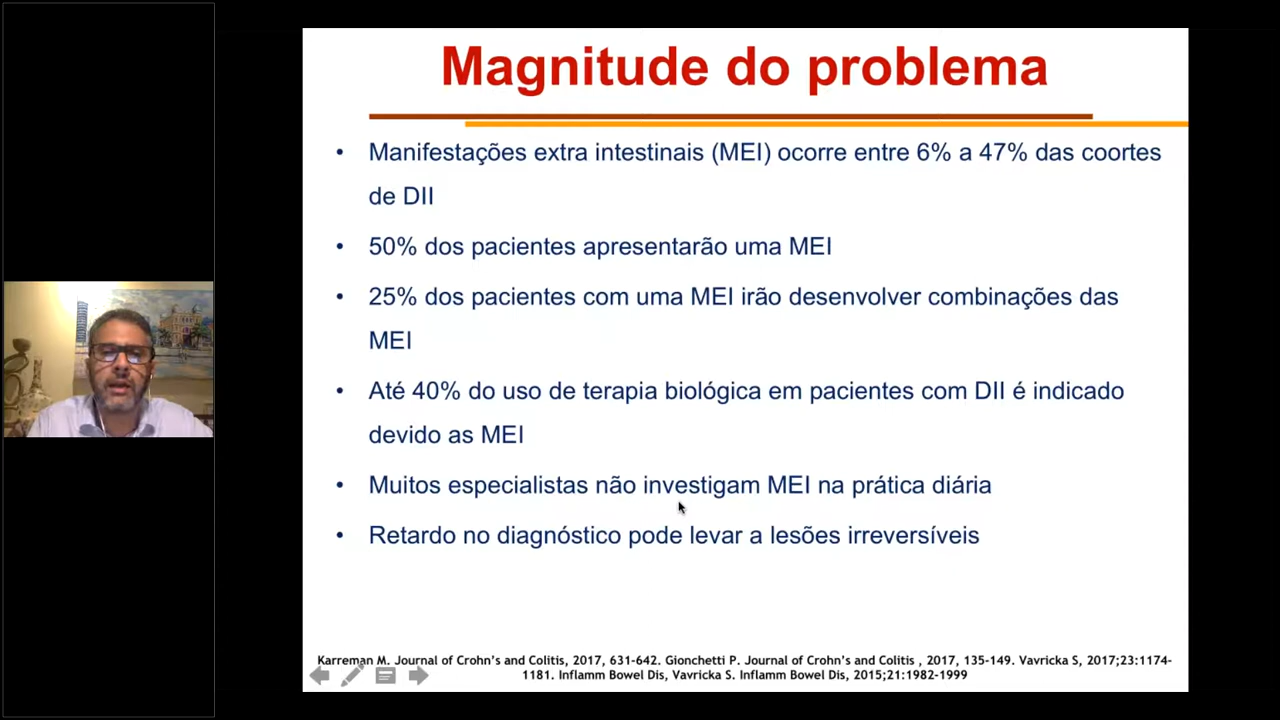 Magnitude do problema
• Manifestações extra intestinais (MEI) ocorre entre 6% a 47% das coortes
de DII
• 50% dos pacientes apresentarão uma MEI
• 25% dos pacientes com uma MEI irão desenvolver combinações das
MEI
• Até 40% do uso de terapia biológica em pacientes com DII é indicado
devido as MEI
• Muitos especialistas não investigam MEI na prática diária
• Retardo no diagnóstico pode levar a lesões irreversíveis
Karreman M. Journal of Crohn's and Colitis, 2017, 631-642. Gionchetti P. Journal of Crohn's and Colitis , 2017, 135-149. Vavricka S, 2017;23:1174-
1181. Inflamm Bowel Dis, Vavricka S. Inflamm Bowel Dis, 2015;21:1982-1999